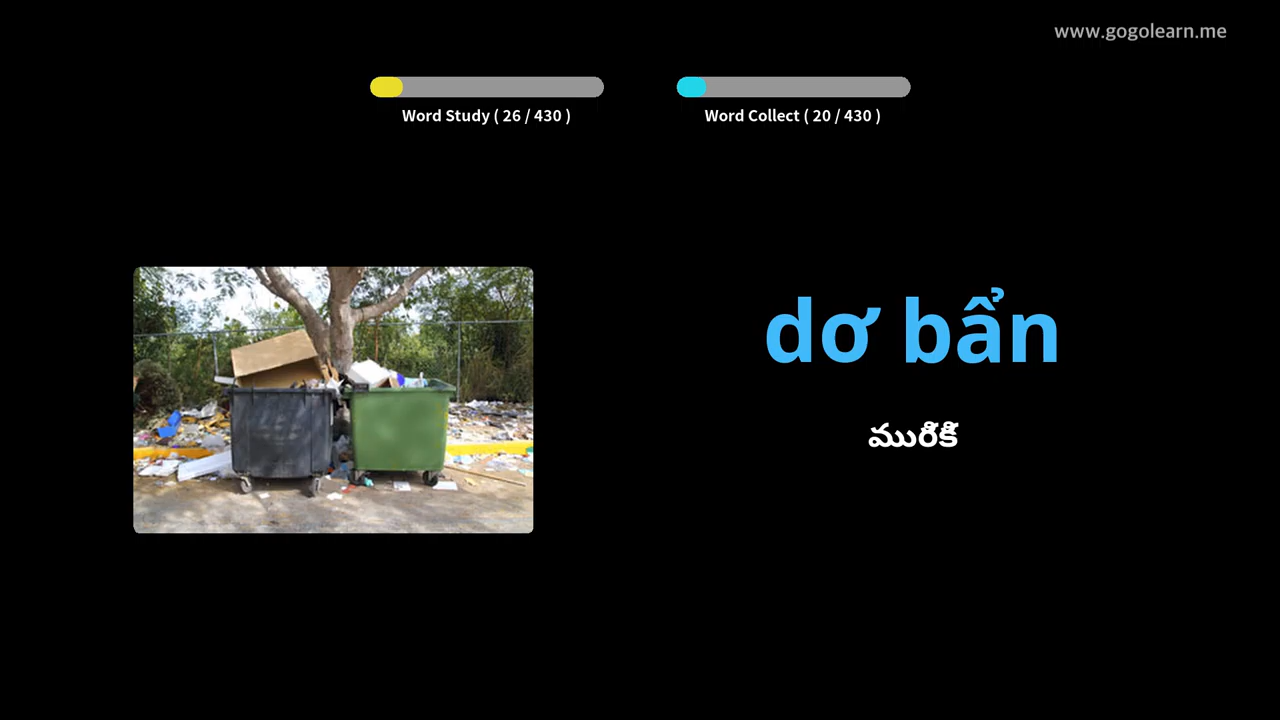 www.gogolearn.me
Word Study ( 26 / 430 )
Word Collect ( 20 / 430 )
dơ bẩn
మురికి